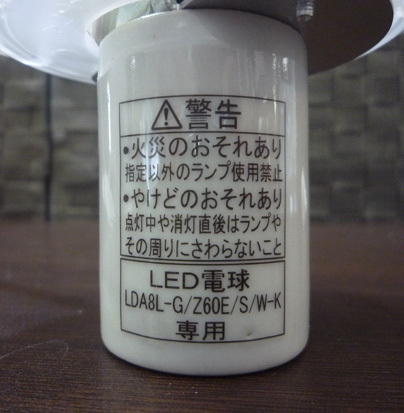 ⚠警告
•火災のおそれあり
指定以外のランプ使用禁止
•やけどのおそれあり
点灯中や消灯直後はランプや
その周りにさわらないこと
LED電球
LDA8L-G/Z60E/S/W-K
専用